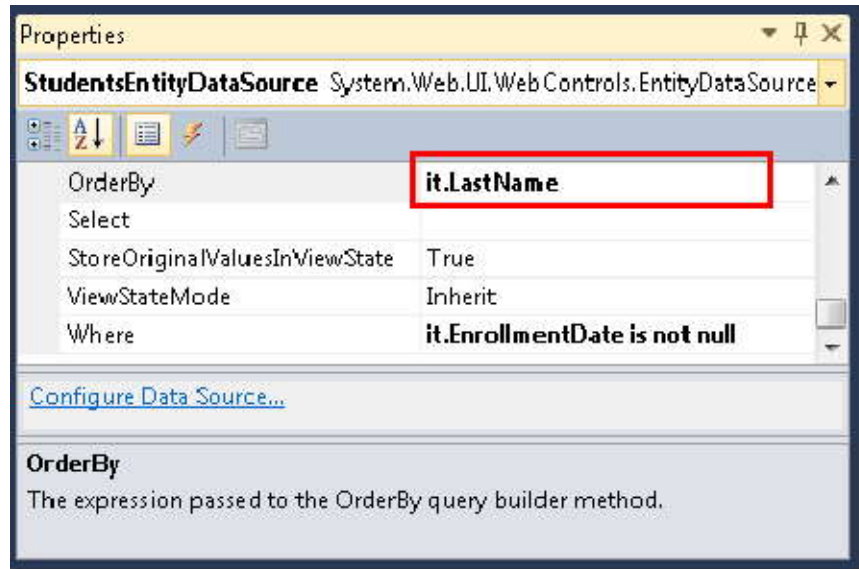 Properties
StudentsEntityDataSource System.Web.UI.WebControls.EntityDataSource
OrderBy it.LastName
Select
StoreOriginalValuesInViewState True
ViewStateMode Inherit
Where it.EnrollmentDate is not null
Configure Data Source...
OrderBy
The expression passed to the OrderBy query builder method.